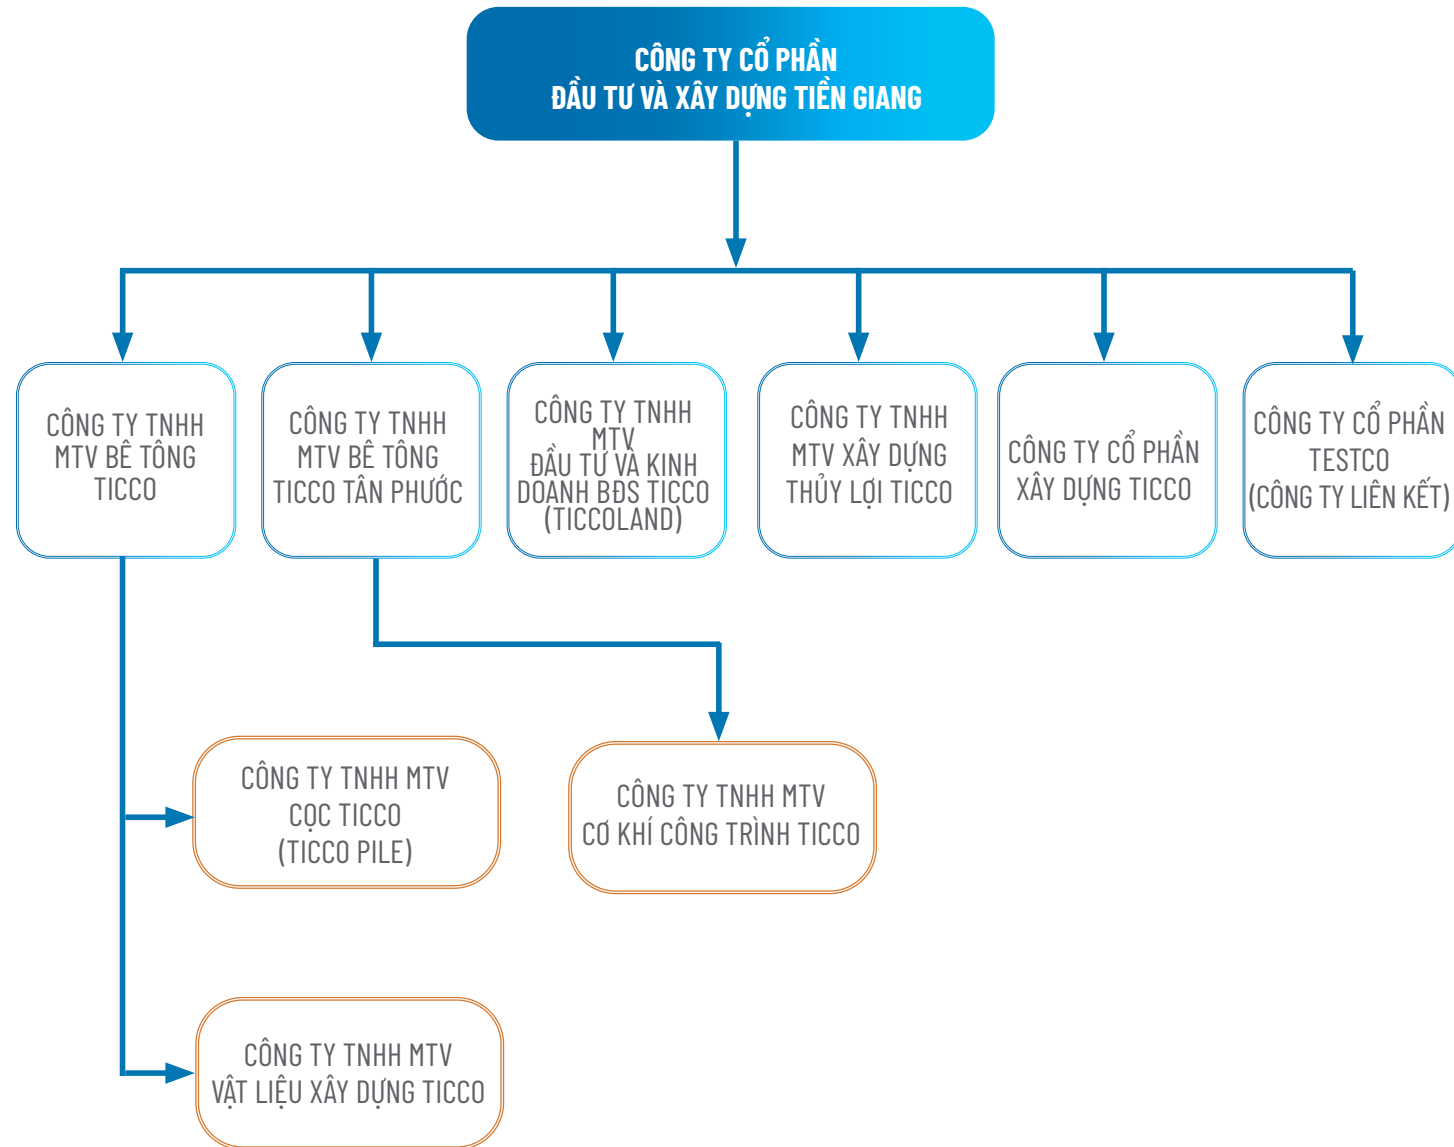 CÔNG TY CỔ PHẦN
ĐẦU TƯ VÀ XÂY DỰNG TIỀN GIANG
CÔNG TY TNHH
MTV BÊ TÔNG
TICCO
CÔNG TY TNHH
MTV BÊ TÔNG
TICCO TÂN PHƯỚC
CÔNG TY TNHH
MTV
ĐẦU TƯ VÀ KINH
DOANH BĐS TICCO
(TICCOLAND)
CÔNG TY TNHH
MTV XÂY DỰNG
THỦY LỢI TICCO
CÔNG TY CỔ PHẦN
XÂY DỰNG TICCO
CÔNG TY CỔ PHẦN
TESTCO
(CÔNG TY LIÊN KẾT)
CÔNG TY TNHH MTV
CỌC TICCO
(TICCO PILE)
CÔNG TY TNHH MTV
CƠ KHÍ CÔNG TRÌNH TICCO
CÔNG TY TNHH MTV
VẬT LIỆU XÂY DỰNG TICCO